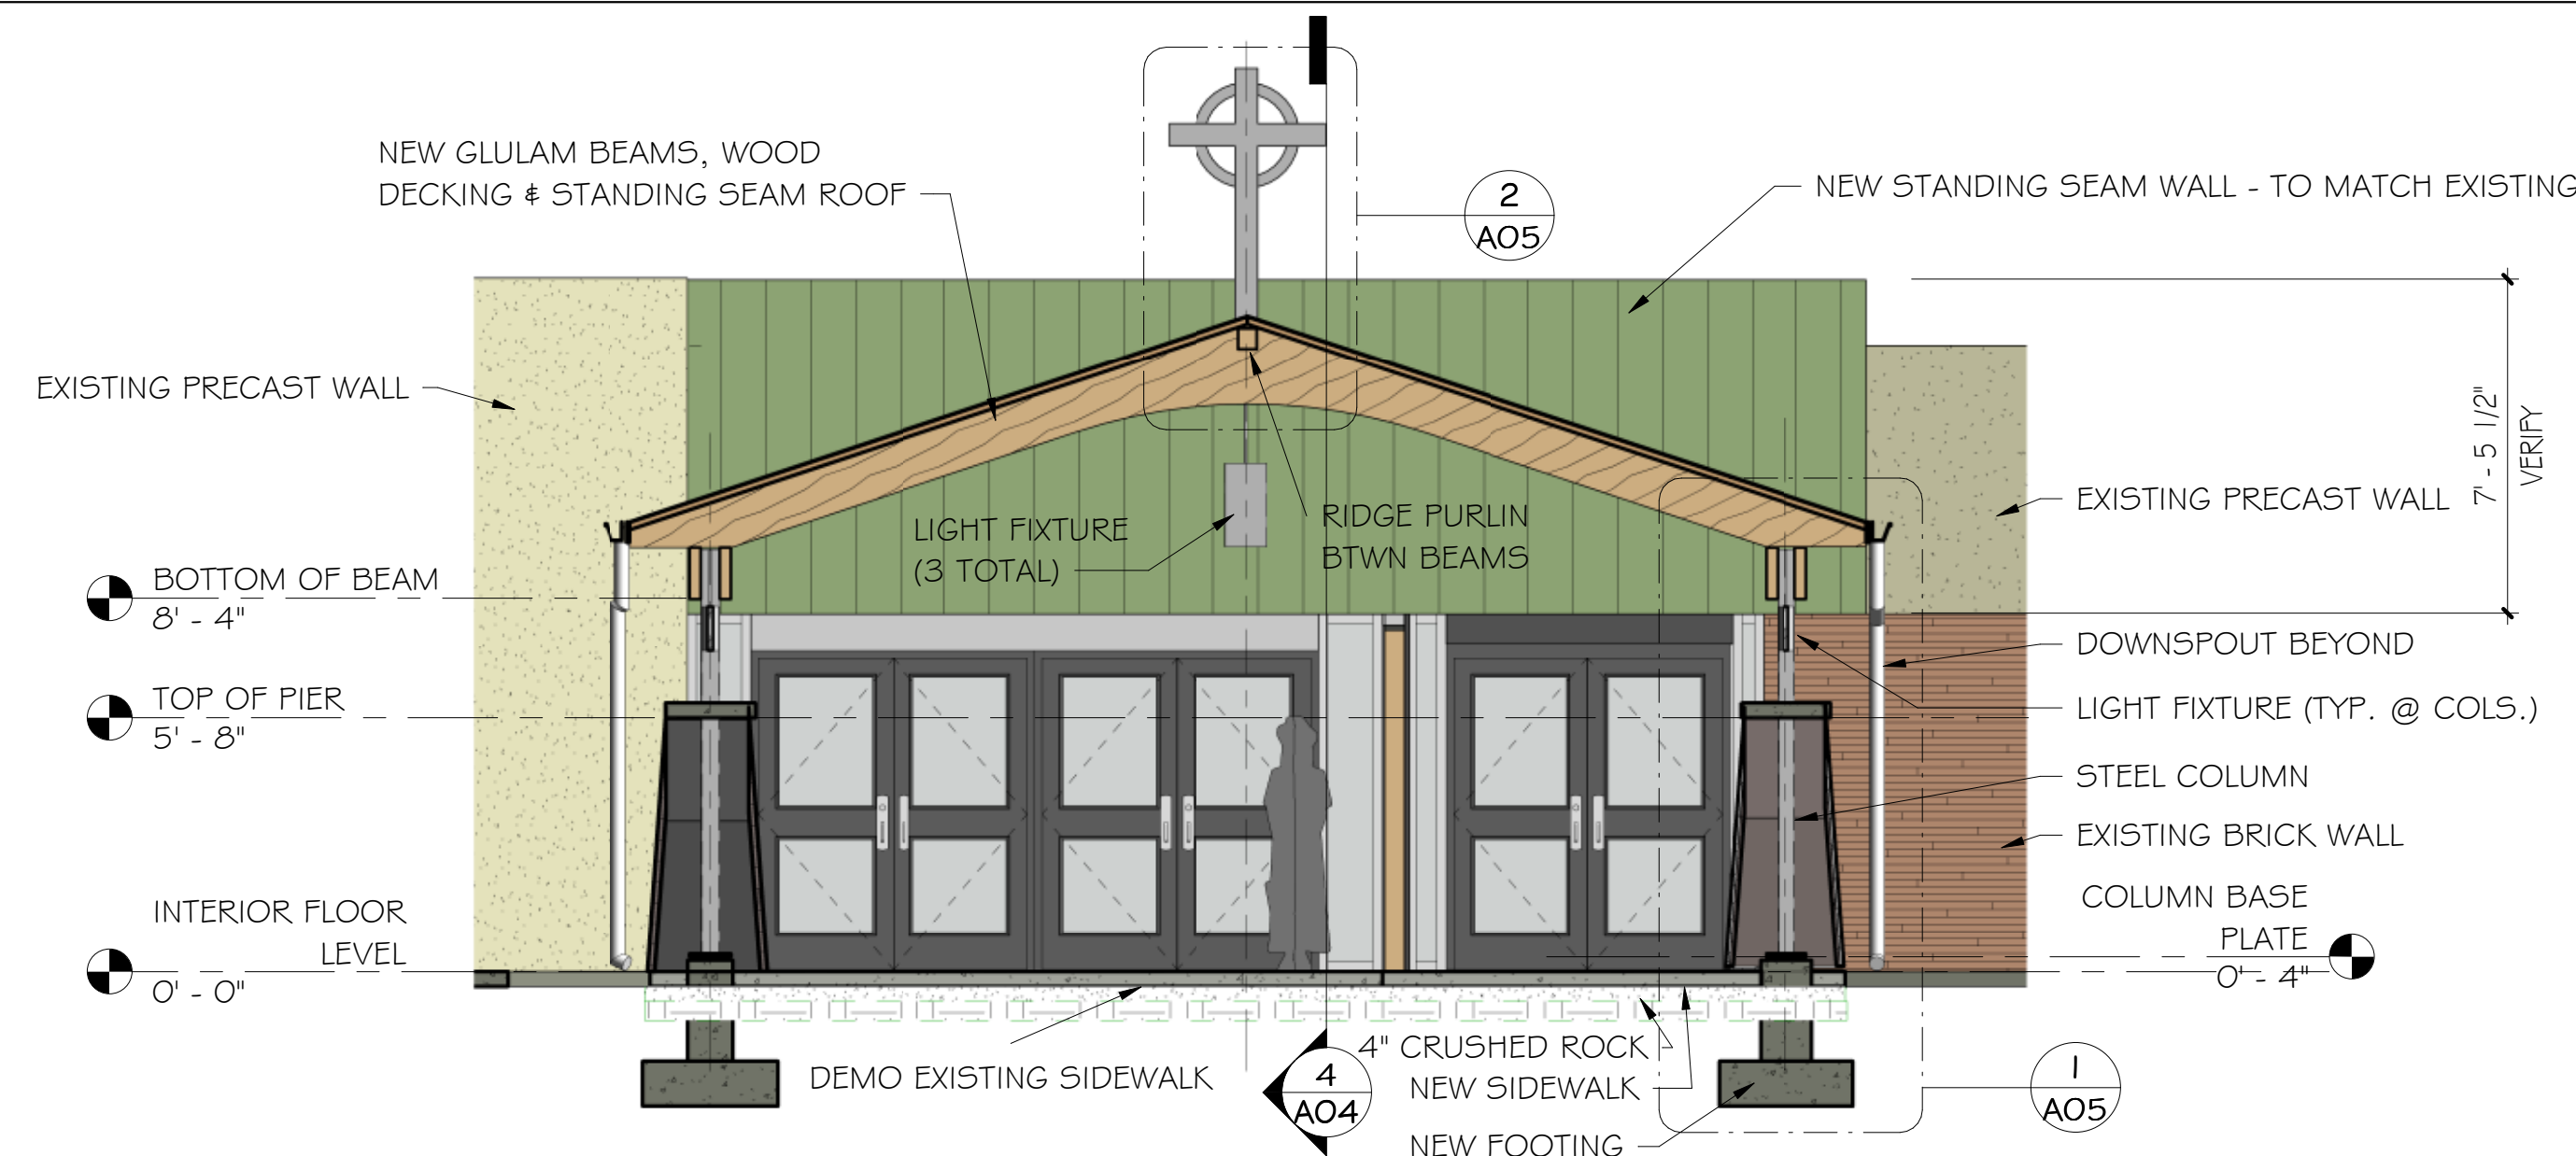 NEW GLULAM BEAMS, WOOD
DECKING & STANDING SEAM ROOF
2
A05
NEW STANDING SEAM WALL - TO MATCH EXISTING
EXISTING PRECAST WALL
7' - 5 1/2"
VERIFY
EXISTING PRECAST WALL
LIGHT FIXTURE
(3 TOTAL)
RIDGE PURLIN
BTWN BEAMS
BOTTOM OF BEAM
8' - 4"
DOWNSPOUT BEYOND
TOP OF PIER
5' - 8"
LIGHT FIXTURE (TYP. @ COLS.)
STEEL COLUMN
EXISTING BRICK WALL
INTERIOR FLOOR
LEVEL
0' - 0"
COLUMN BASE
PLATE
0' - 4"
DEMO EXISTING SIDEWALK
4
A04
4" CRUSHED ROCK
NEW SIDEWALK
NEW FOOTING
1
A05